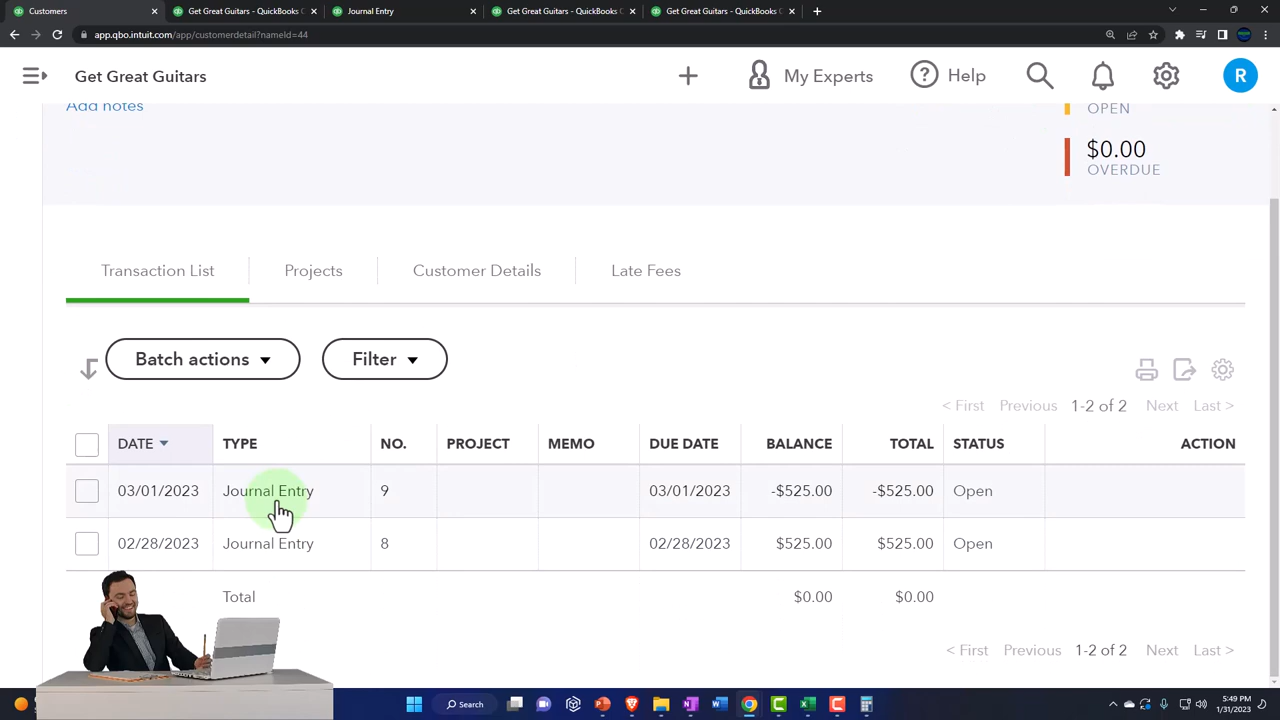 Customers
Get Great Guitars - QuickBooks O
Journal Entry
Get Great Guitars - QuickBooks O
Get Great Guitars - QuickBooks O
app.qbo.intuit.com/app/customerdetail?nameId=44
Get Great Guitars
My Experts
Help
R
Add notes
OPEN
$0.00
OVERDUE
Transaction List
Projects
Customer Details
Late Fees
Batch actions
Filter
< First Previous 1-2 of 2 Next Last >
DATE TYPE NO. PROJECT MEMO DUE DATE BALANCE TOTAL STATUS ACTION
03/01/2023 Journal Entry 9 03/01/2023 -$525.00 -$525.00 Open
02/28/2023 Journal Entry 8 02/28/2023 $525.00 $525.00 Open
Total $0.00 $0.00
< First Previous 1-2 of 2 Next Last >
Search
5:49 PM
1/31/2023